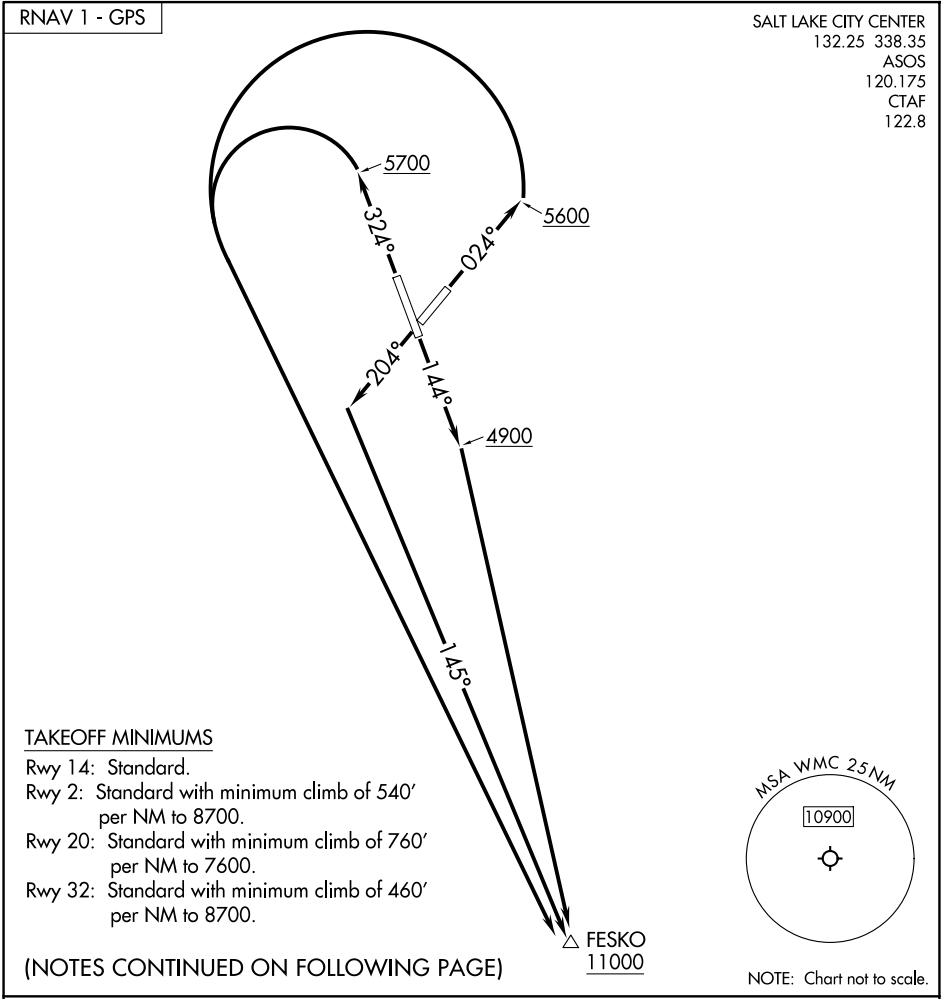 RNAV 1 - GPS
SALT LAKE CITY CENTER
132.25 338.35
ASOS
120.175
CTAF
122.8
5700
5600
324°
024°
204°
144°
4900
145°
TAKEOFF MINIMUMS
Rwy 14: Standard.
Rwy 2: Standard with minimum climb of 540'
per NM to 8700.
Rwy 20: Standard with minimum climb of 760'
per NM to 7600.
Rwy 32: Standard with minimum climb of 460'
per NM to 8700.
(NOTES CONTINUED ON FOLLOWING PAGE)
FESKO
11000
MSA WMC 25 NM
10900
NOTE: Chart not to scale.